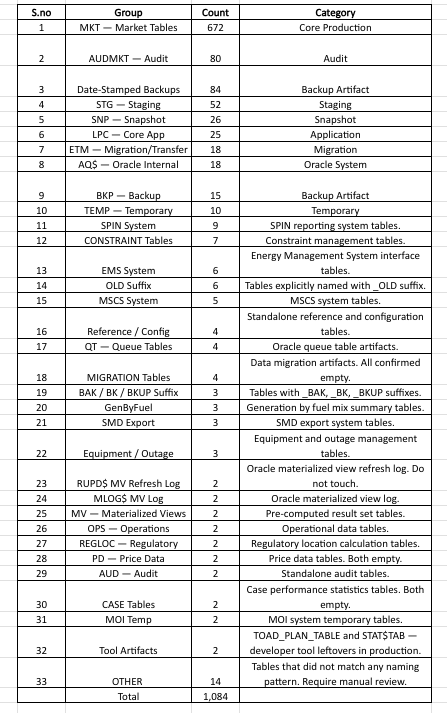 S.no Group Count Category
1 MKT — Market Tables 672 Core Production
2 AUDMKT — Audit 80 Audit
3 Date-Stamped Backups 84 Backup Artifact
4 STG — Staging 52 Staging
5 SNP — Snapshot 26 Snapshot
6 LPC — Core App 25 Application
7 ETM — Migration/Transfer 18 Migration
8 AQ$ — Oracle Internal 18 Oracle System
9 BKP — Backup 15 Backup Artifact
10 TEMP — Temporary 10 Temporary
11 SPIN System 9 SPIN reporting system tables.
12 CONSTRAINT Tables 7 Constraint management tables.
Energy Management System interface
13 EMS System 6 tables.
14 OLD Suffix 6 Tables explicitly named with _OLD suffix.
15 MSCS System 5 MSCS system tables.
Standalone reference and configuration
16 Reference / Config 4 tables.
17 QT — Queue Tables 4 Oracle queue table artifacts.
Data migration artifacts. All confirmed
18 MIGRATION Tables 4 empty.
19 BAK / BK / BKUP Suffix 3 Tables with _BAK, _BK, _BKUP suffixes.
20 GenByFuel 3 Generation by fuel mix summary tables.
21 SMD Export 3 SMD export system tables.
Equipment and outage management
22 Equipment / Outage 3 tables.
Oracle materialized view refresh log. Do
23 RUPD$ MV Refresh Log 2 not touch.
24 MLOG$ MV Log 2 Oracle materialized view log.
25 MV — Materialized Views 2 Pre-computed result set tables.
26 OPS — Operations 2 Operational data tables.
27 REGLOC — Regulatory 2 Regulatory location calculation tables.
28 PD — Price Data 2 Price data tables. Both empty.
29 AUD — Audit 2 Standalone audit tables.
Case performance statistics tables. Both
30 CASE Tables 2 empty.
31 MOI Temp 2 MOI system temporary tables.
TOAD_PLAN_TABLE and STAT$TAB —
32 Tool Artifacts 2 developer tool leftovers in production.
Tables that did not match any naming
33 OTHER 14 pattern. Require manual review.
Total 1,084